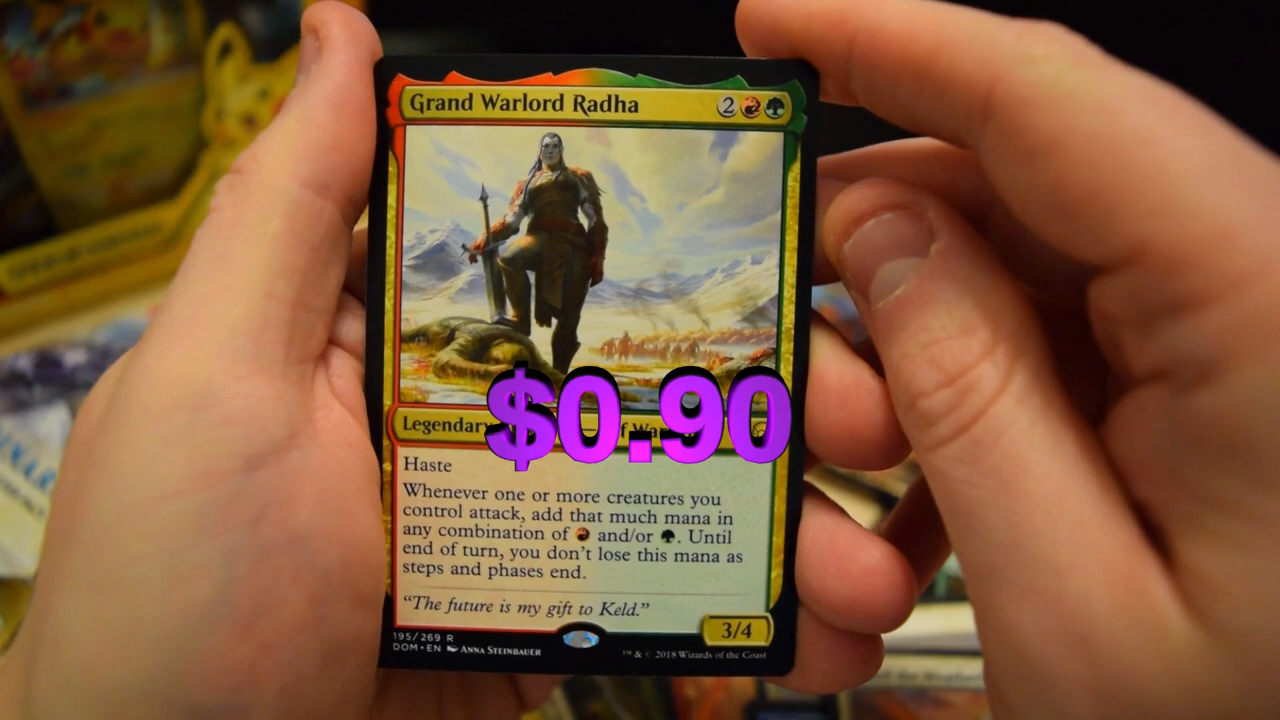 Grand Warlord Radha 2
$0.90
Legendary
Haste
Whenever one or more creatures you
control attack, add that much mana in
any combination of and/or . Until
end of turn, you don't lose this mana as
steps and phases end.
"The future is my gift to Keld."
3/4
195/269 R
DOM • EN Anna Steinbauer
™ & © 2018 Wizards of the Coast